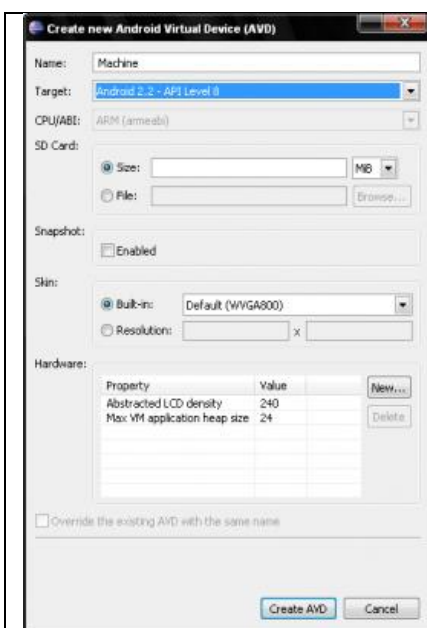 Create new Android Virtual Device (AVD)
Name: Machine
Target: Android 2.2 - API Level 8
CPU/ABI: ARM (armeabi)
SD Card:
Size: MiB
File: Browse...
Snapshot:
Enabled
Skin:
Built-in: Default (WVGA800)
Resolution: x
Hardware:
Property Value New...
Abstracted LCD density 240 Delete
Max VM application heap size 24
Override the existing AVD with the same name
Create AVD Cancel